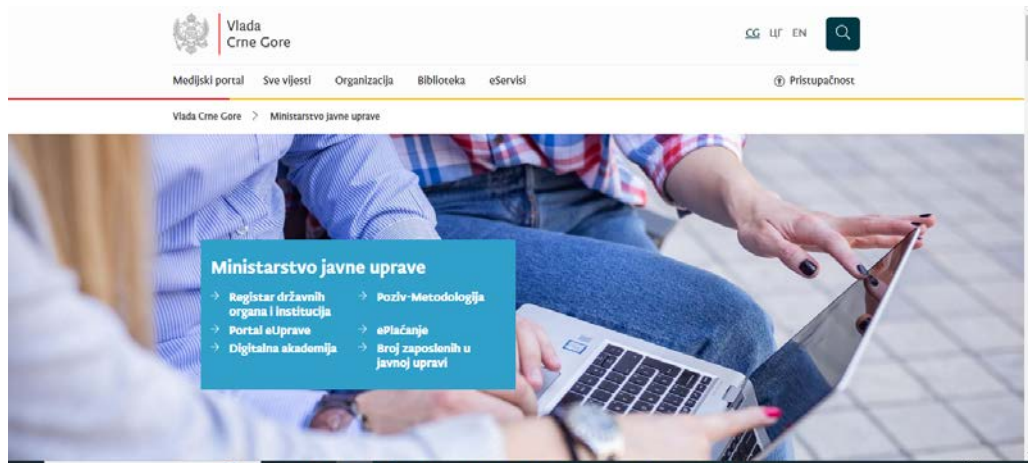 Vlada
Crne Gore
CG ЦГ EN
Medijski portal Sve vijesti Organizacija Biblioteka eServisi Pristupačnost
Vlada Crne Gore > Ministarstvo javne uprave
Ministarstvo javne uprave
→ Registar državnih organa i institucija
→ Poziv-Metodologija
→ Portal eUprave
→ ePlaćanje
→ Digitalna akademija
→ Broj zaposlenih u javnoj upravi